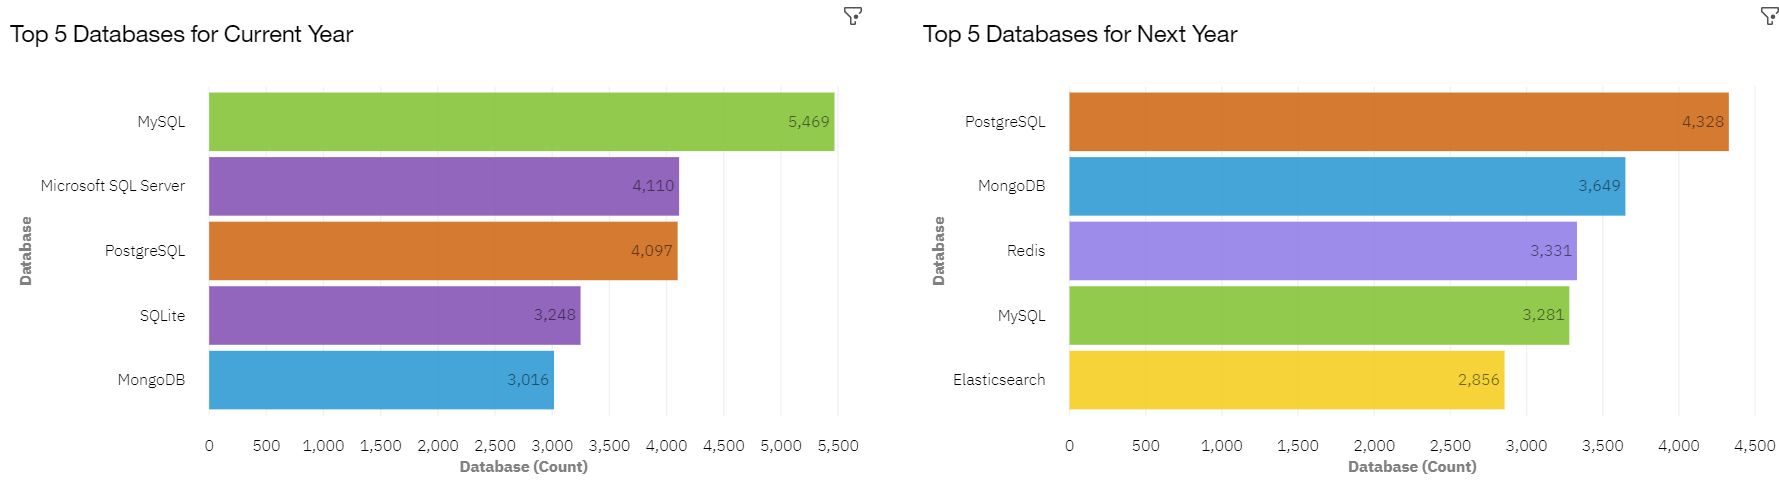 Top 5 Databases for Current Year
Database
MySQL
5,469
Microsoft SQL Server
4,110
PostgreSQL
4,097
SQLite
3,248
MongoDB
3,016
0 500 1,000 1,500 2,000 2,500 3,000 3,500 4,000 4,500 5,000 5,500
Database (Count)
Top 5 Databases for Next Year
Database
PostgreSQL
4,328
MongoDB
3,649
Redis
3,331
MySQL
3,281
Elasticsearch
2,856
0 500 1,000 1,500 2,000 2,500 3,000 3,500 4,000 4,500
Database (Count)